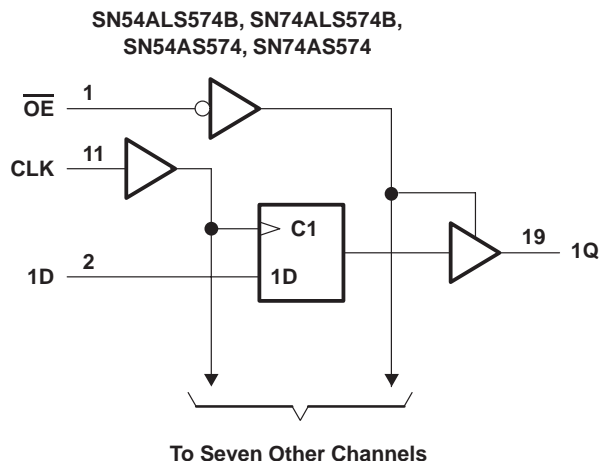 SN54ALS574B, SN74ALS574B,
SN54AS574, SN74AS574
OE 1
CLK 11
C1
1D 2
1D
19 1Q
To Seven Other Channels